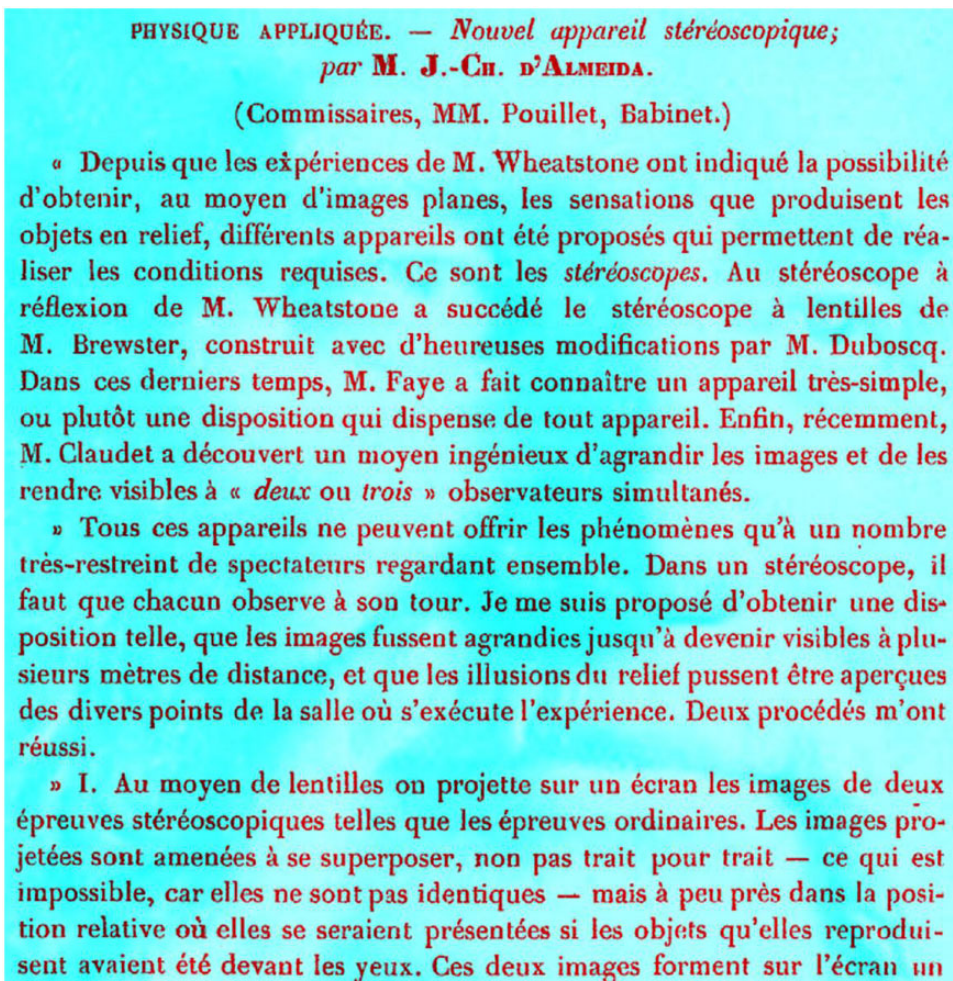 PHYSIQUE APPLIQUÉE. — Nouvel appareil stéréoscopique;
par M. J.-Ch. d'Almeida.
(Commissaires, MM. Pouillet, Babinet.)
« Depuis que les expériences de M. Wheatstone ont indiqué la possibilité
d'obtenir, au moyen d'images planes, les sensations que produisent les
objets en relief, différents appareils ont été proposés qui permettent de réa-
liser les conditions requises. Ce sont les stéréoscopes. Au stéréoscope à
réflexion de M. Wheatstone a succédé le stéréoscope à lentilles de
M. Brewster, construit avec d'heureuses modifications par M. Duboscq.
Dans ces derniers temps, M. Faye a fait connaître un appareil très-simple,
ou plutôt une disposition qui dispense de tout appareil. Enfin, récemment,
M. Claudet a découvert un moyen ingénieux d'agrandir les images et de les
rendre visibles à « deux ou trois » observateurs simultanés.
» Tous ces appareils ne peuvent offrir les phénomènes qu'à un nombre
très-restreint de spectateurs regardant ensemble. Dans un stéréoscope, il
faut que chacun observe à son tour. Je me suis proposé d'obtenir une dis-
position telle, que les images fussent agrandies jusqu'à devenir visibles à plu-
sieurs mètres de distance, et que les illusions du relief pussent être aperçues
des divers points de la salle où s'exécute l'expérience. Deux procédés m'ont
réussi.
» I. Au moyen de lentilles on projette sur un écran les images de deux
épreuves stéréoscopiques telles que les épreuves ordinaires. Les images pro-
jetées sont amenées à se superposer, non pas trait pour trait — ce qui est
impossible, car elles ne sont pas identiques — mais à peu près dans la posi-
tion relative où elles se seraient présentées si les objets qu'elles reprodui-
sent avaient été devant les yeux. Ces deux images forment sur l'écran un